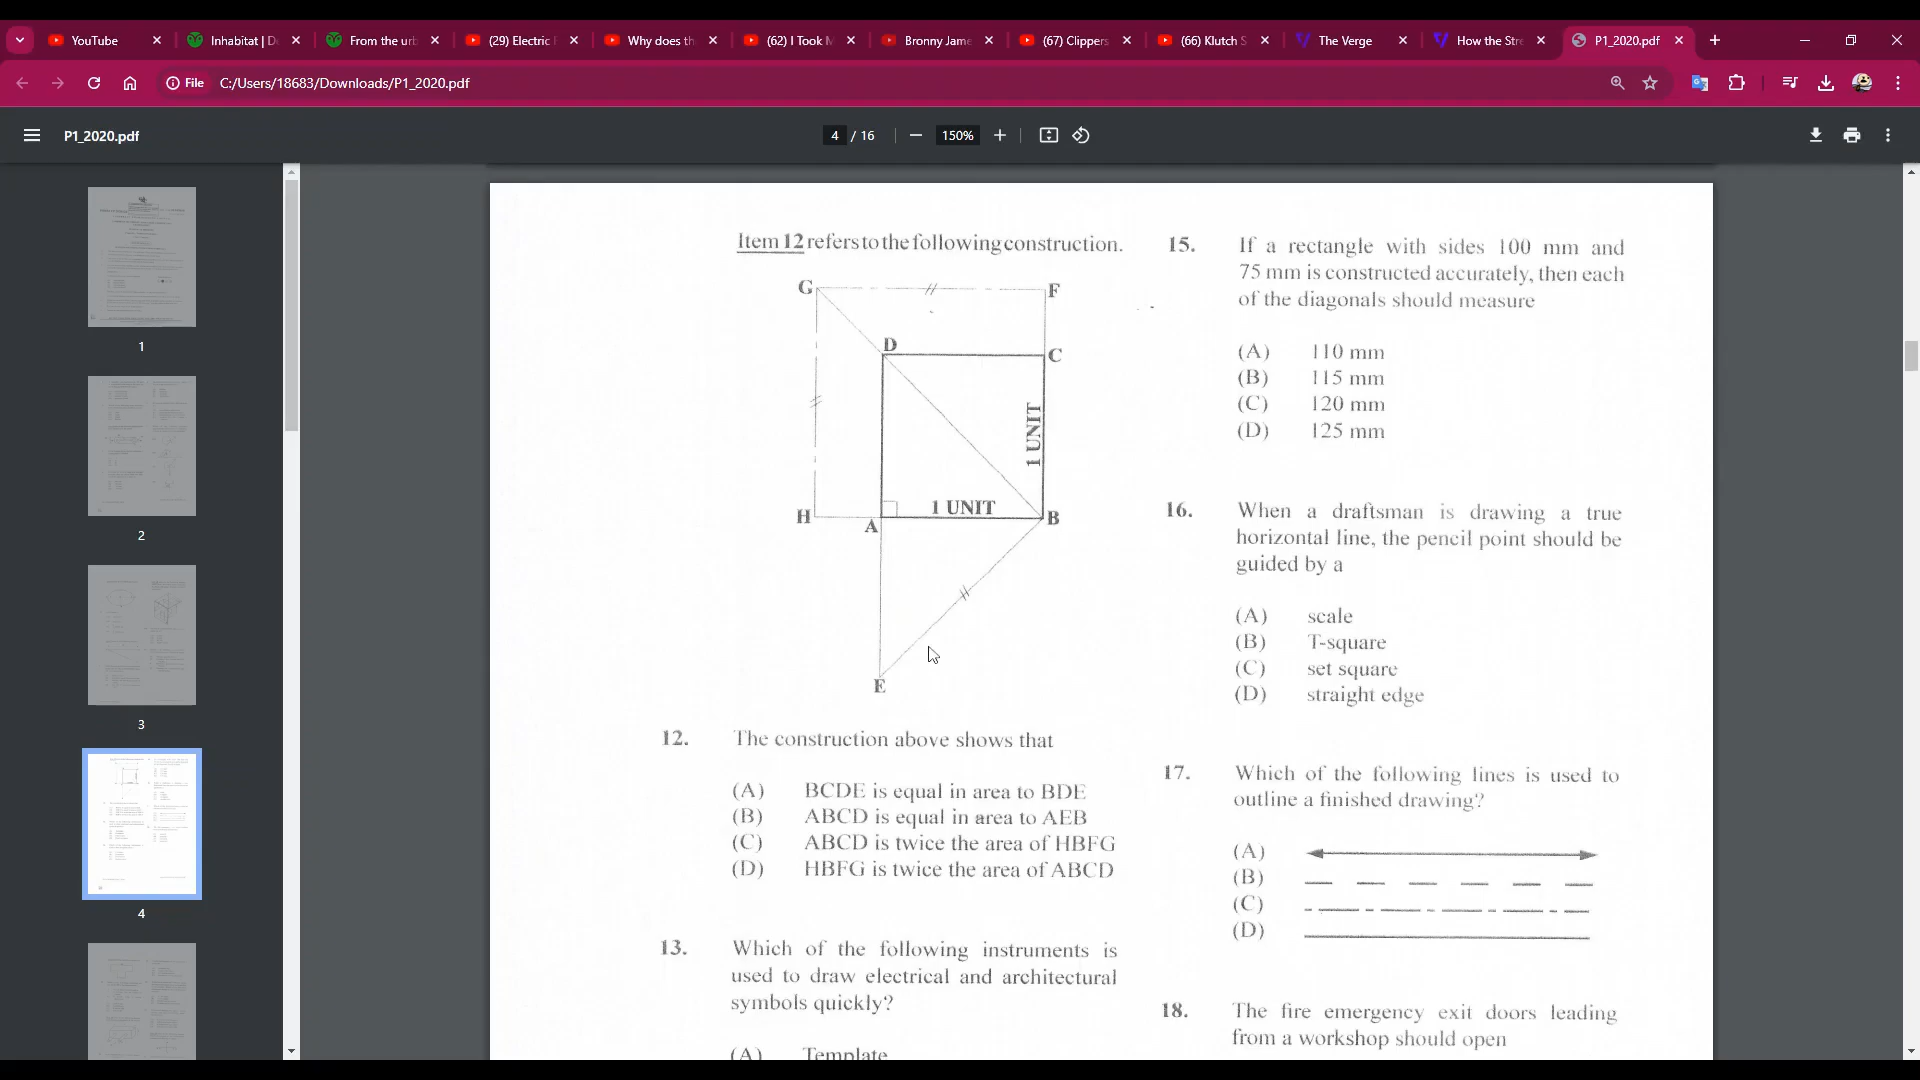 YouTube
Inhabitat | D
From the urb
(29) Electric
Why does th
(62) I Took M
Bronny Jame
(67) Clippers
(66) Klutch S
The Verge
How the Stre
P1_2020.pdf
File
C:/Users/18683/Downloads/P1_2020.pdf
P1_2020.pdf
4 / 16
150%
1
2
3
4
Item 12 refers to the following construction.
G
F
D
C
1 UNIT
H
A
1 UNIT
B
E
12. The construction above shows that
(A) BCDE is equal in area to BDE
(B) ABCD is equal in area to AEB
(C) ABCD is twice the area of HBFG
(D) HBFG is twice the area of ABCD
13. Which of the following instruments is
used to draw electrical and architectural
symbols quickly?
(A) Template
15. If a rectangle with sides 100 mm and
75 mm is constructed accurately, then each
of the diagonals should measure
(A) 110 mm
(B) 115 mm
(C) 120 mm
(D) 125 mm
16. When a draftsman is drawing a true
horizontal line, the pencil point should be
guided by a
(A) scale
(B) T-square
(C) set square
(D) straight edge
17. Which of the following lines is used to
outline a finished drawing?
(A)
(B)
(C)
(D)
18. The fire emergency exit doors leading
from a workshop should open